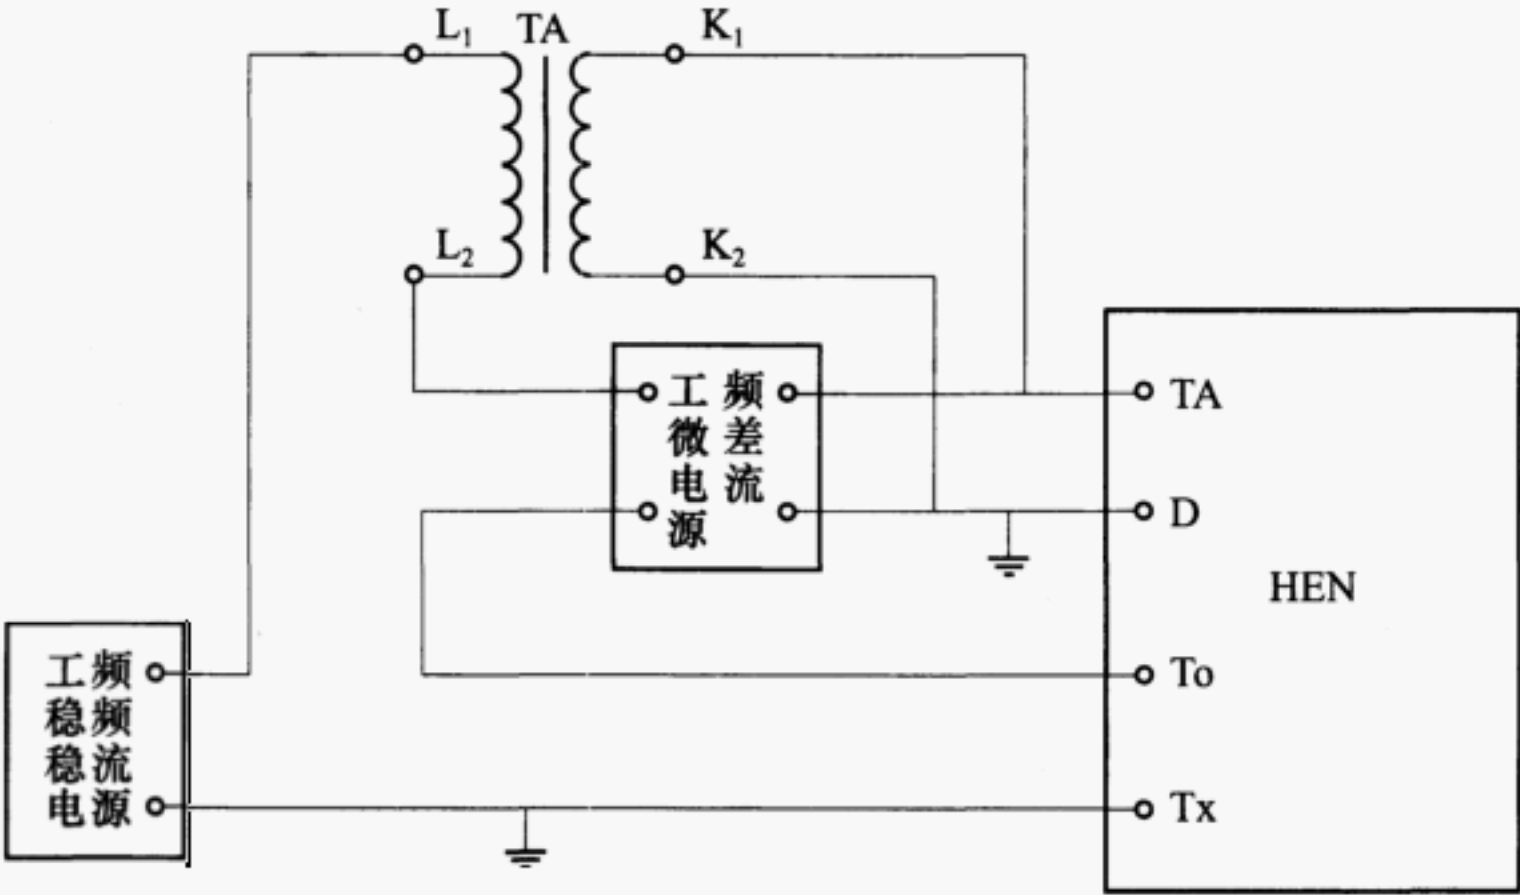 L₁
TA
K₁
L₂
K₂
工频
微差
电流
源
TA
D
HEN
To
Tx
工频
稳频
稳流
电源